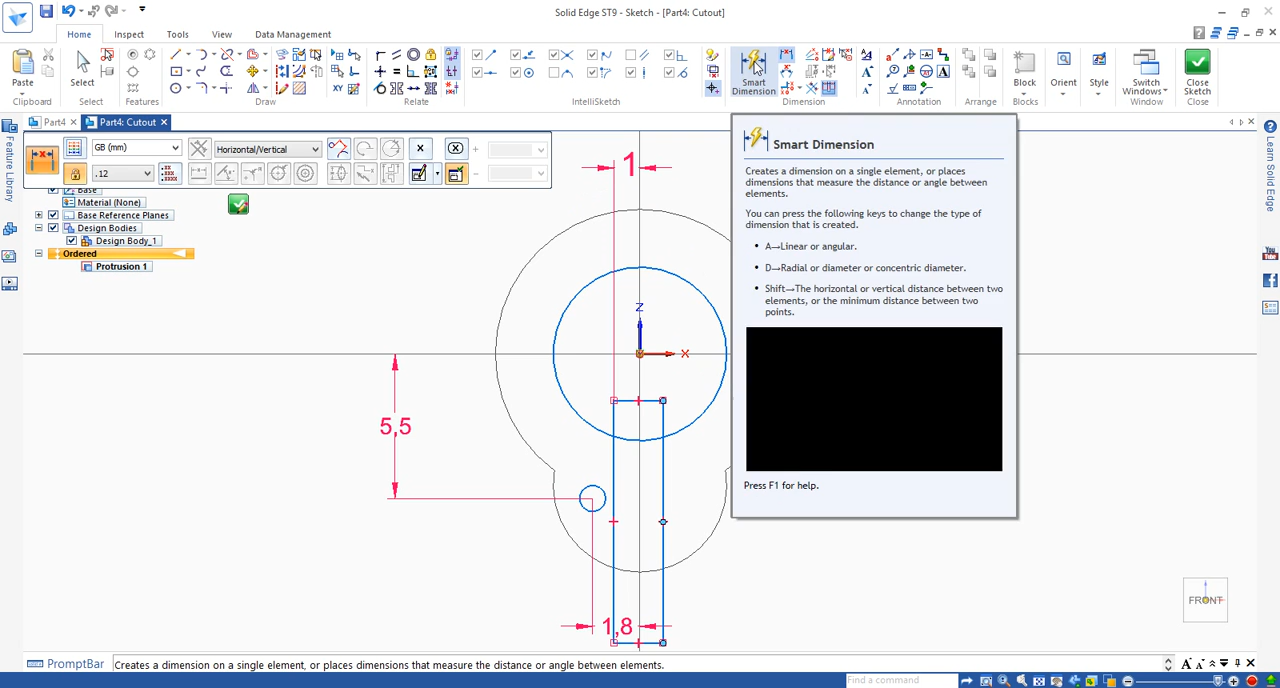 Solid Edge ST9 - Sketch - [Part4: Cutout]
Home
Inspect
Tools
View
Data Management
Paste
Clipboard
Select
Select
Features
Draw
Relate
IntelliSketch
Smart Dimension
Dimension
Annotation
Arrange
Block
Blocks
Orient
Style
Switch Windows
Window
Close Sketch
Close
Part4
Part4: Cutout
GB (mm)
Horizontal/Vertical
.12
Feature Library
Learn Solid Edge
You Tube
Base
Material (None)
Base Reference Planes
Design Bodies
Design Body_1
Ordered
Protrusion 1
1
Z
X
5,5
1,8
Smart Dimension
Creates a dimension on a single element, or places
dimensions that measure the distance or angle between
elements.
You can press the following keys to change the type of
dimension that is created.
• A→Linear or angular.
• D→Radial or diameter or concentric diameter.
• Shift→The horizontal or vertical distance between two
elements, or the minimum distance between two
points.
Press F1 for help.
FRONT
PromptBar
Creates a dimension on a single element, or places dimensions that measure the distance or angle between elements.
Find a command